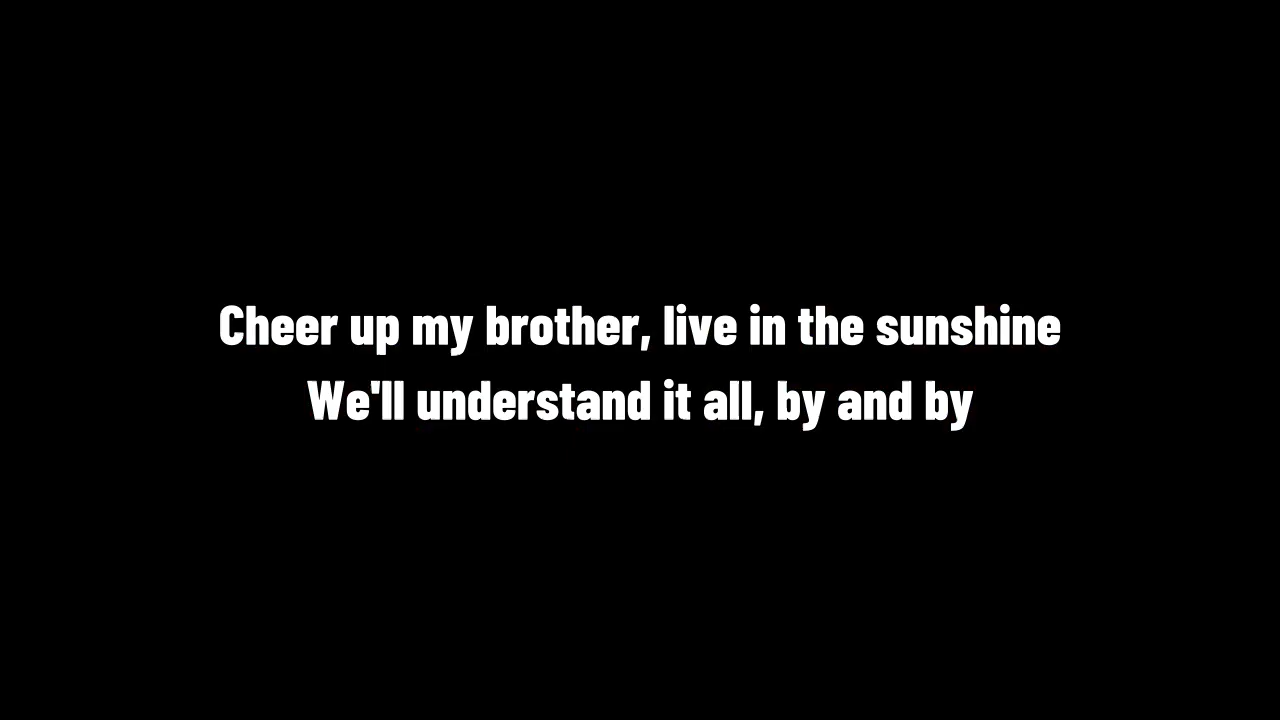 Cheer up my brother, live in the sunshine
We'll understand it all, by and by